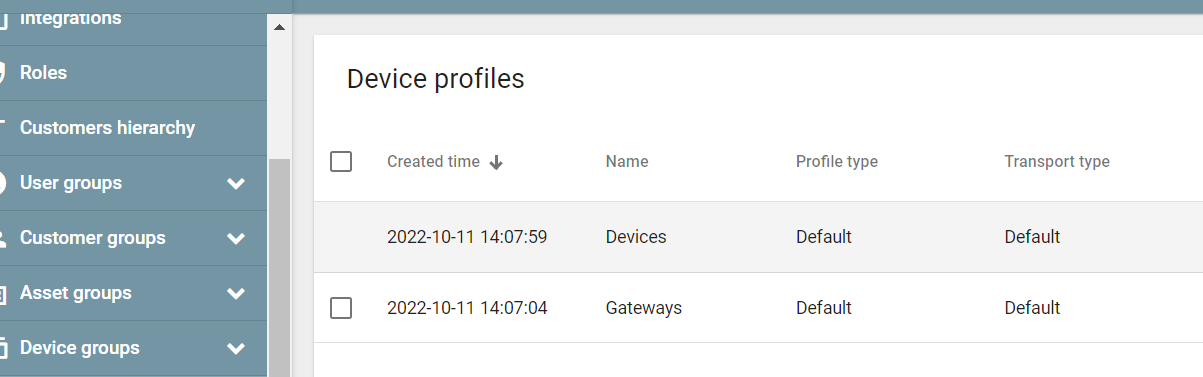 Integrations
Roles
Customers hierarchy
User groups
Customer groups
Asset groups
Device groups
Device profiles
Created time Name Profile type Transport type
2022-10-11 14:07:59 Devices Default Default
2022-10-11 14:07:04 Gateways Default Default